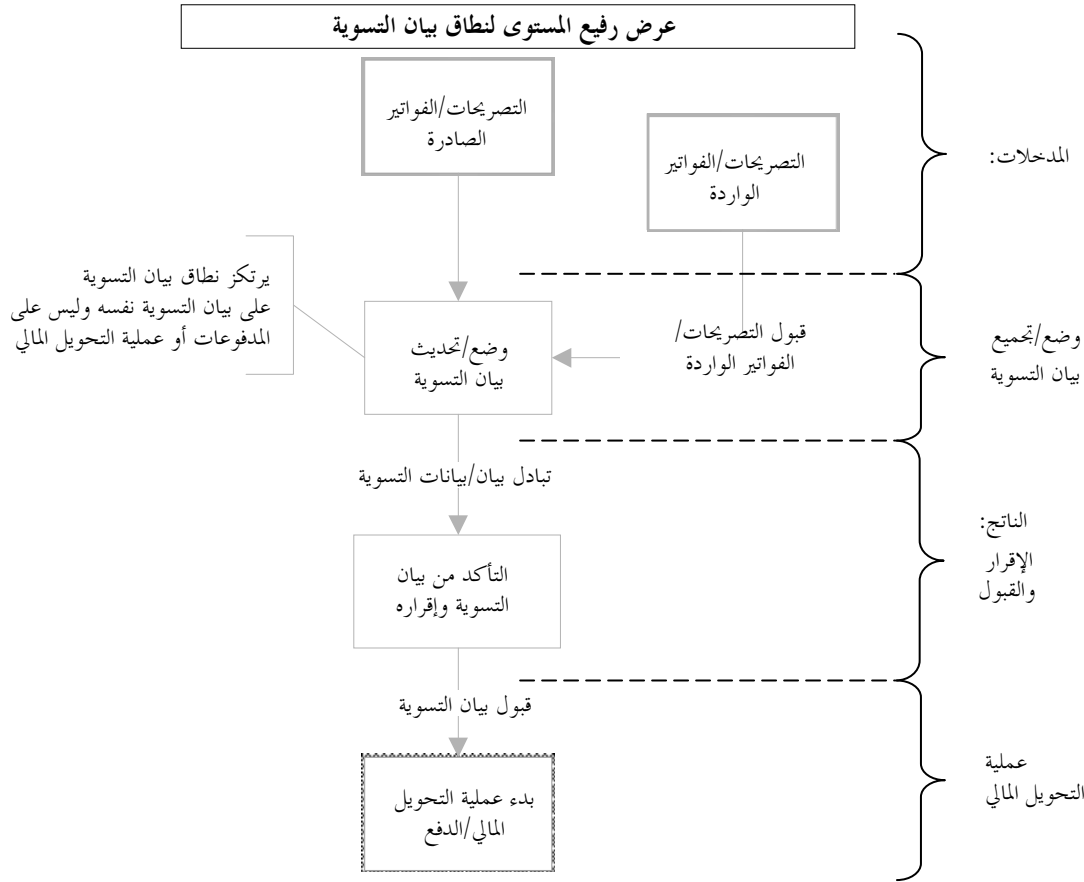 عرض رفيع المستوى لنطاق بيان التسوية
التصريحات/الفواتير
الصادرة
التصريحات/الفواتير
الواردة
المدخلات:
يرتكز نطاق بيان التسوية
على بيان التسوية نفسه وليس على
المدفوعات أو عملية التحويل المالي
وضع/تحديث
بيان التسوية
قبول التصريحات/
الفواتير الواردة
وضع/تجميع
بيان التسوية
تبادل بيان/بيانات التسوية
التأكد من بيان
التسوية وإقراره
الناتج:
الإقرار
والقبول
قبول بيان التسوية
بدء عملية التحويل
المالي/الدفع
عملية
التحويل المالي